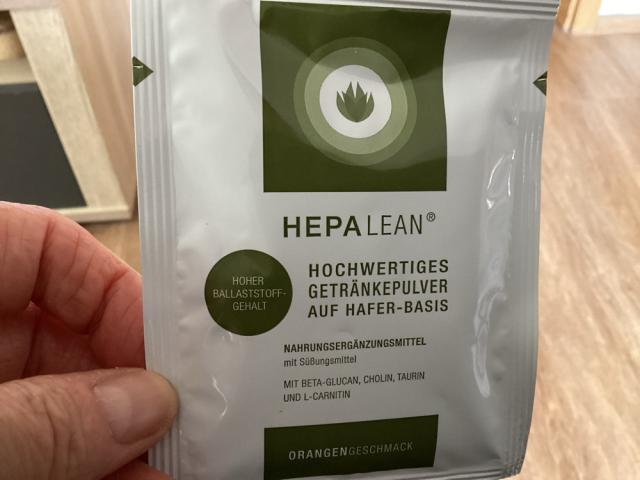 HEPALEAN®
HOHER
BALLASTSTOFF-
GEHALT
HOCHWERTIGES
GETRÄNKEPULVER
AUF HAFER-BASIS
NAHRUNGSERGÄNZUNGSMITTEL
mit Süßungsmittel
MIT BETA-GLUCAN, CHOLIN, TAURIN
UND L-CARNITIN
ORANGENGESCHMACK